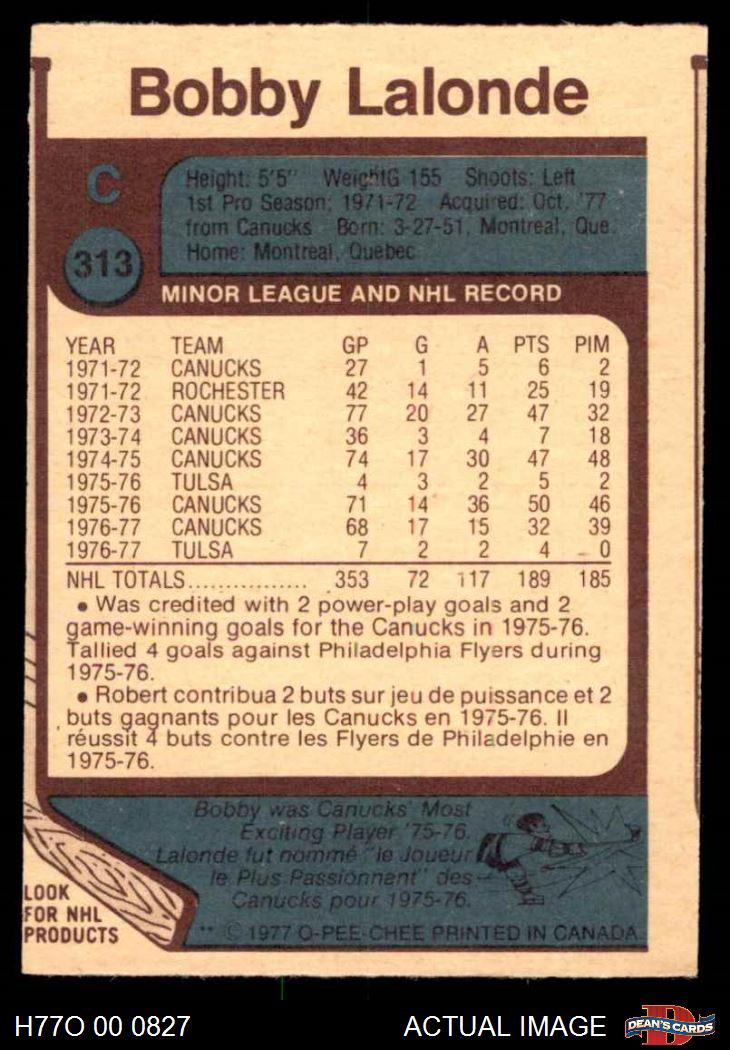 Bobby Lalonde
C
313
Height: 5'5" WeightG 155 Shoots: Left
1st Pro Season: 1971-72 Acquired: Oct. '77
from Canucks Born: 3-27-51, Montreal, Que.
Home: Montreal, Quebec
MINOR LEAGUE AND NHL RECORD
YEAR TEAM GP G A PTS PIM
1971-72 CANUCKS 27 1 5 6 2
1971-72 ROCHESTER 42 14 11 25 19
1972-73 CANUCKS 77 20 27 47 32
1973-74 CANUCKS 36 3 4 7 18
1974-75 CANUCKS 74 17 30 47 48
1975-76 TULSA 4 3 2 5 2
1975-76 CANUCKS 71 14 36 50 46
1976-77 CANUCKS 68 17 15 32 39
1976-77 TULSA 7 2 2 4 0
NHL TOTALS................ 353 72 117 189 185
• Was credited with 2 power-play goals and 2
game-winning goals for the Canucks in 1975-76.
Tallied 4 goals against Philadelphia Flyers during
1975-76.
• Robert contribua 2 buts sur jeu de puissance et 2
buts gagnants pour les Canucks en 1975-76. Il
réussit 4 buts contre les Flyers de Philadelphie en
1975-76.
Bobby was Canucks' Most
Exciting Player '75-76.
Lalonde fut nommé "le Joueur
le Plus Passionnant" des
Canucks pour 1975-76.
LOOK
FOR NHL
PRODUCTS
** © 1977 O-PEE-CHEE PRINTED IN CANADA
H77O 00 0827
ACTUAL IMAGE
D
DEAN'S CARDS